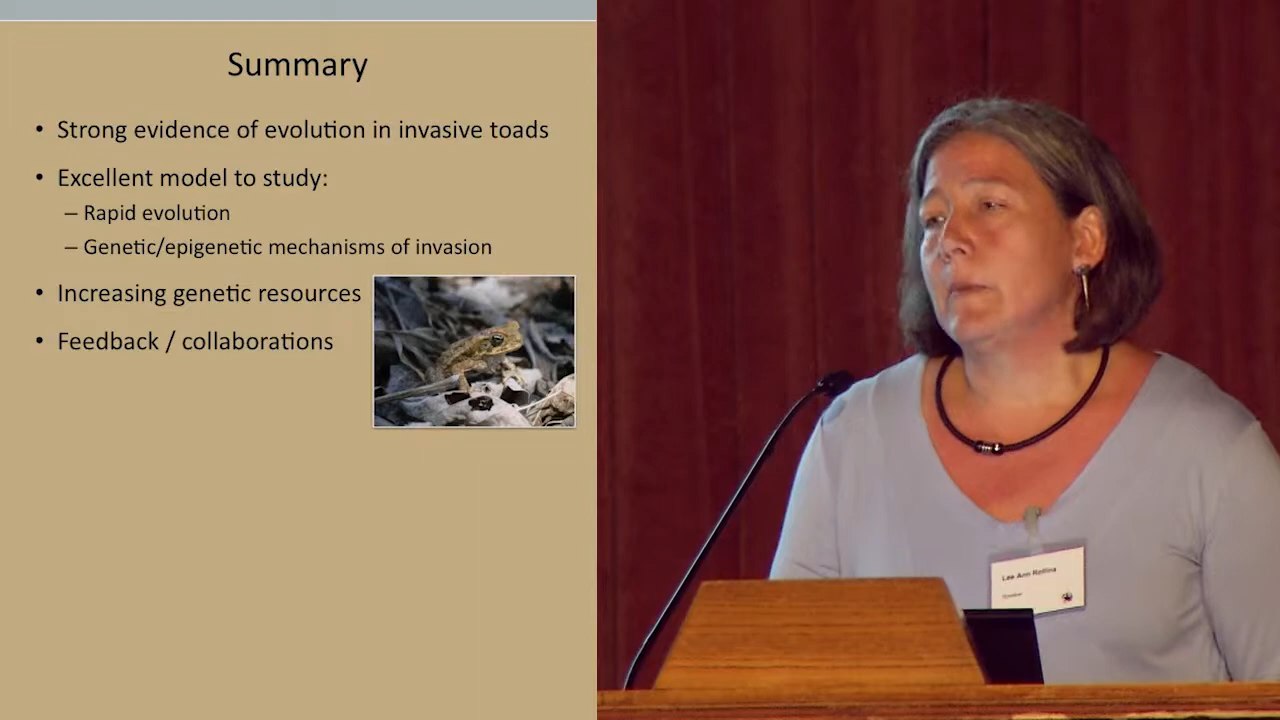 Summary
• Strong evidence of evolution in invasive toads
• Excellent model to study:
– Rapid evolution
– Genetic/epigenetic mechanisms of invasion
• Increasing genetic resources
• Feedback / collaborations
Lee Ann Rollins
Speaker